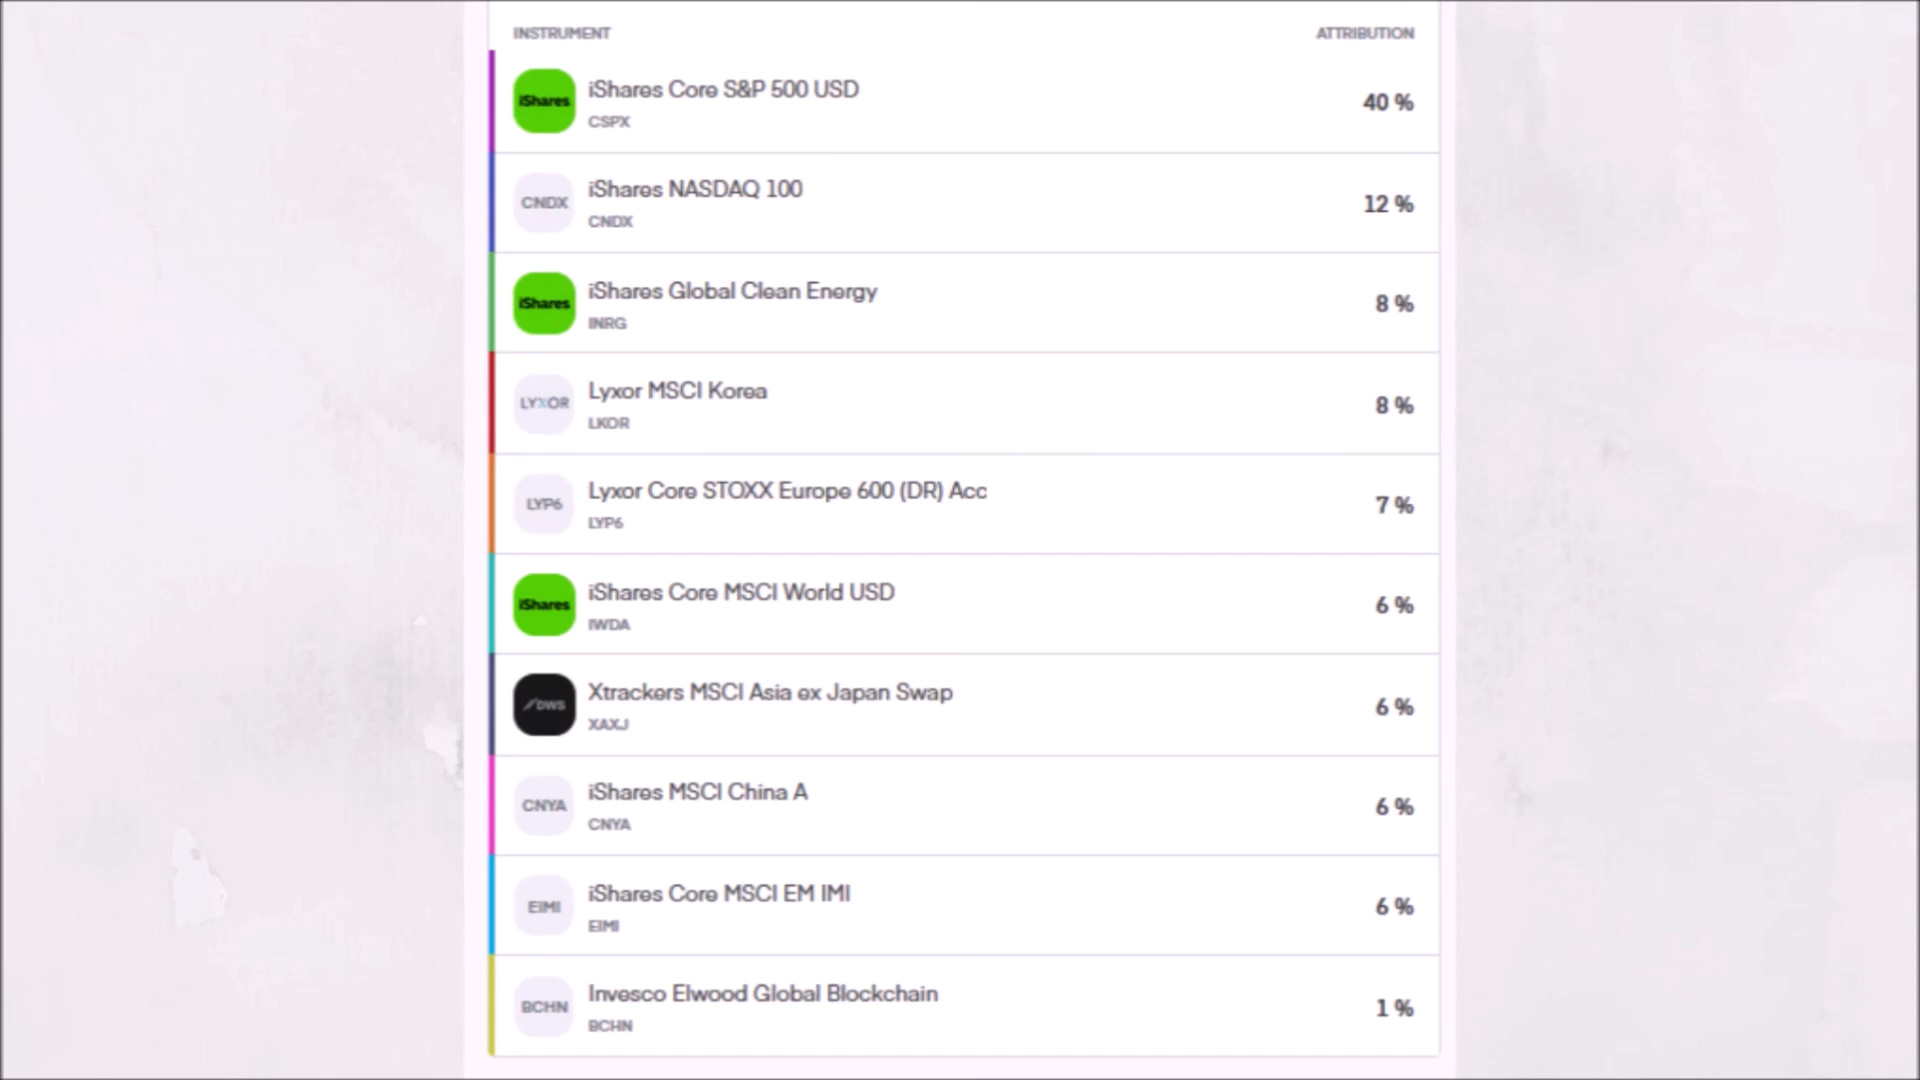 INSTRUMENT ATTRIBUTION
iShares iShares Core S&P 500 USD 40 %
CSPX
CNDX iShares NASDAQ 100 12 %
CNDX
iShares iShares Global Clean Energy 8 %
INRG
LYXOR Lyxor MSCI Korea 8 %
LKOR
LYP6 Lyxor Core STOXX Europe 600 (DR) Acc 7 %
LYP6
iShares iShares Core MSCI World USD 6 %
IWDA
DWS Xtrackers MSCI Asia ex Japan Swap 6 %
XAXJ
CNYA iShares MSCI China A 6 %
CNYA
EIMI iShares Core MSCI EM IMI 6 %
EIMI
BCHN Invesco Elwood Global Blockchain 1 %
BCHN